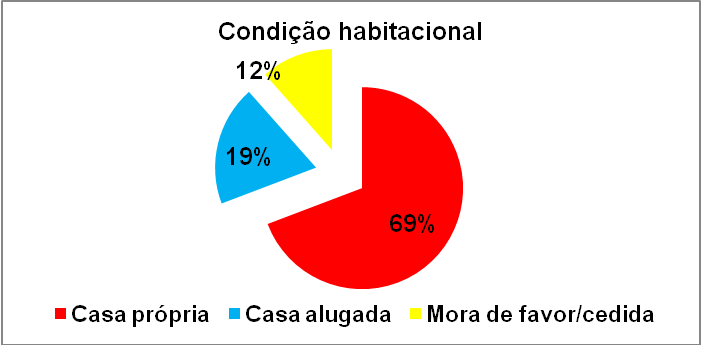 Condição habitacional
12%
19%
69%
Casa própria
Casa alugada
Mora de favor/cedida